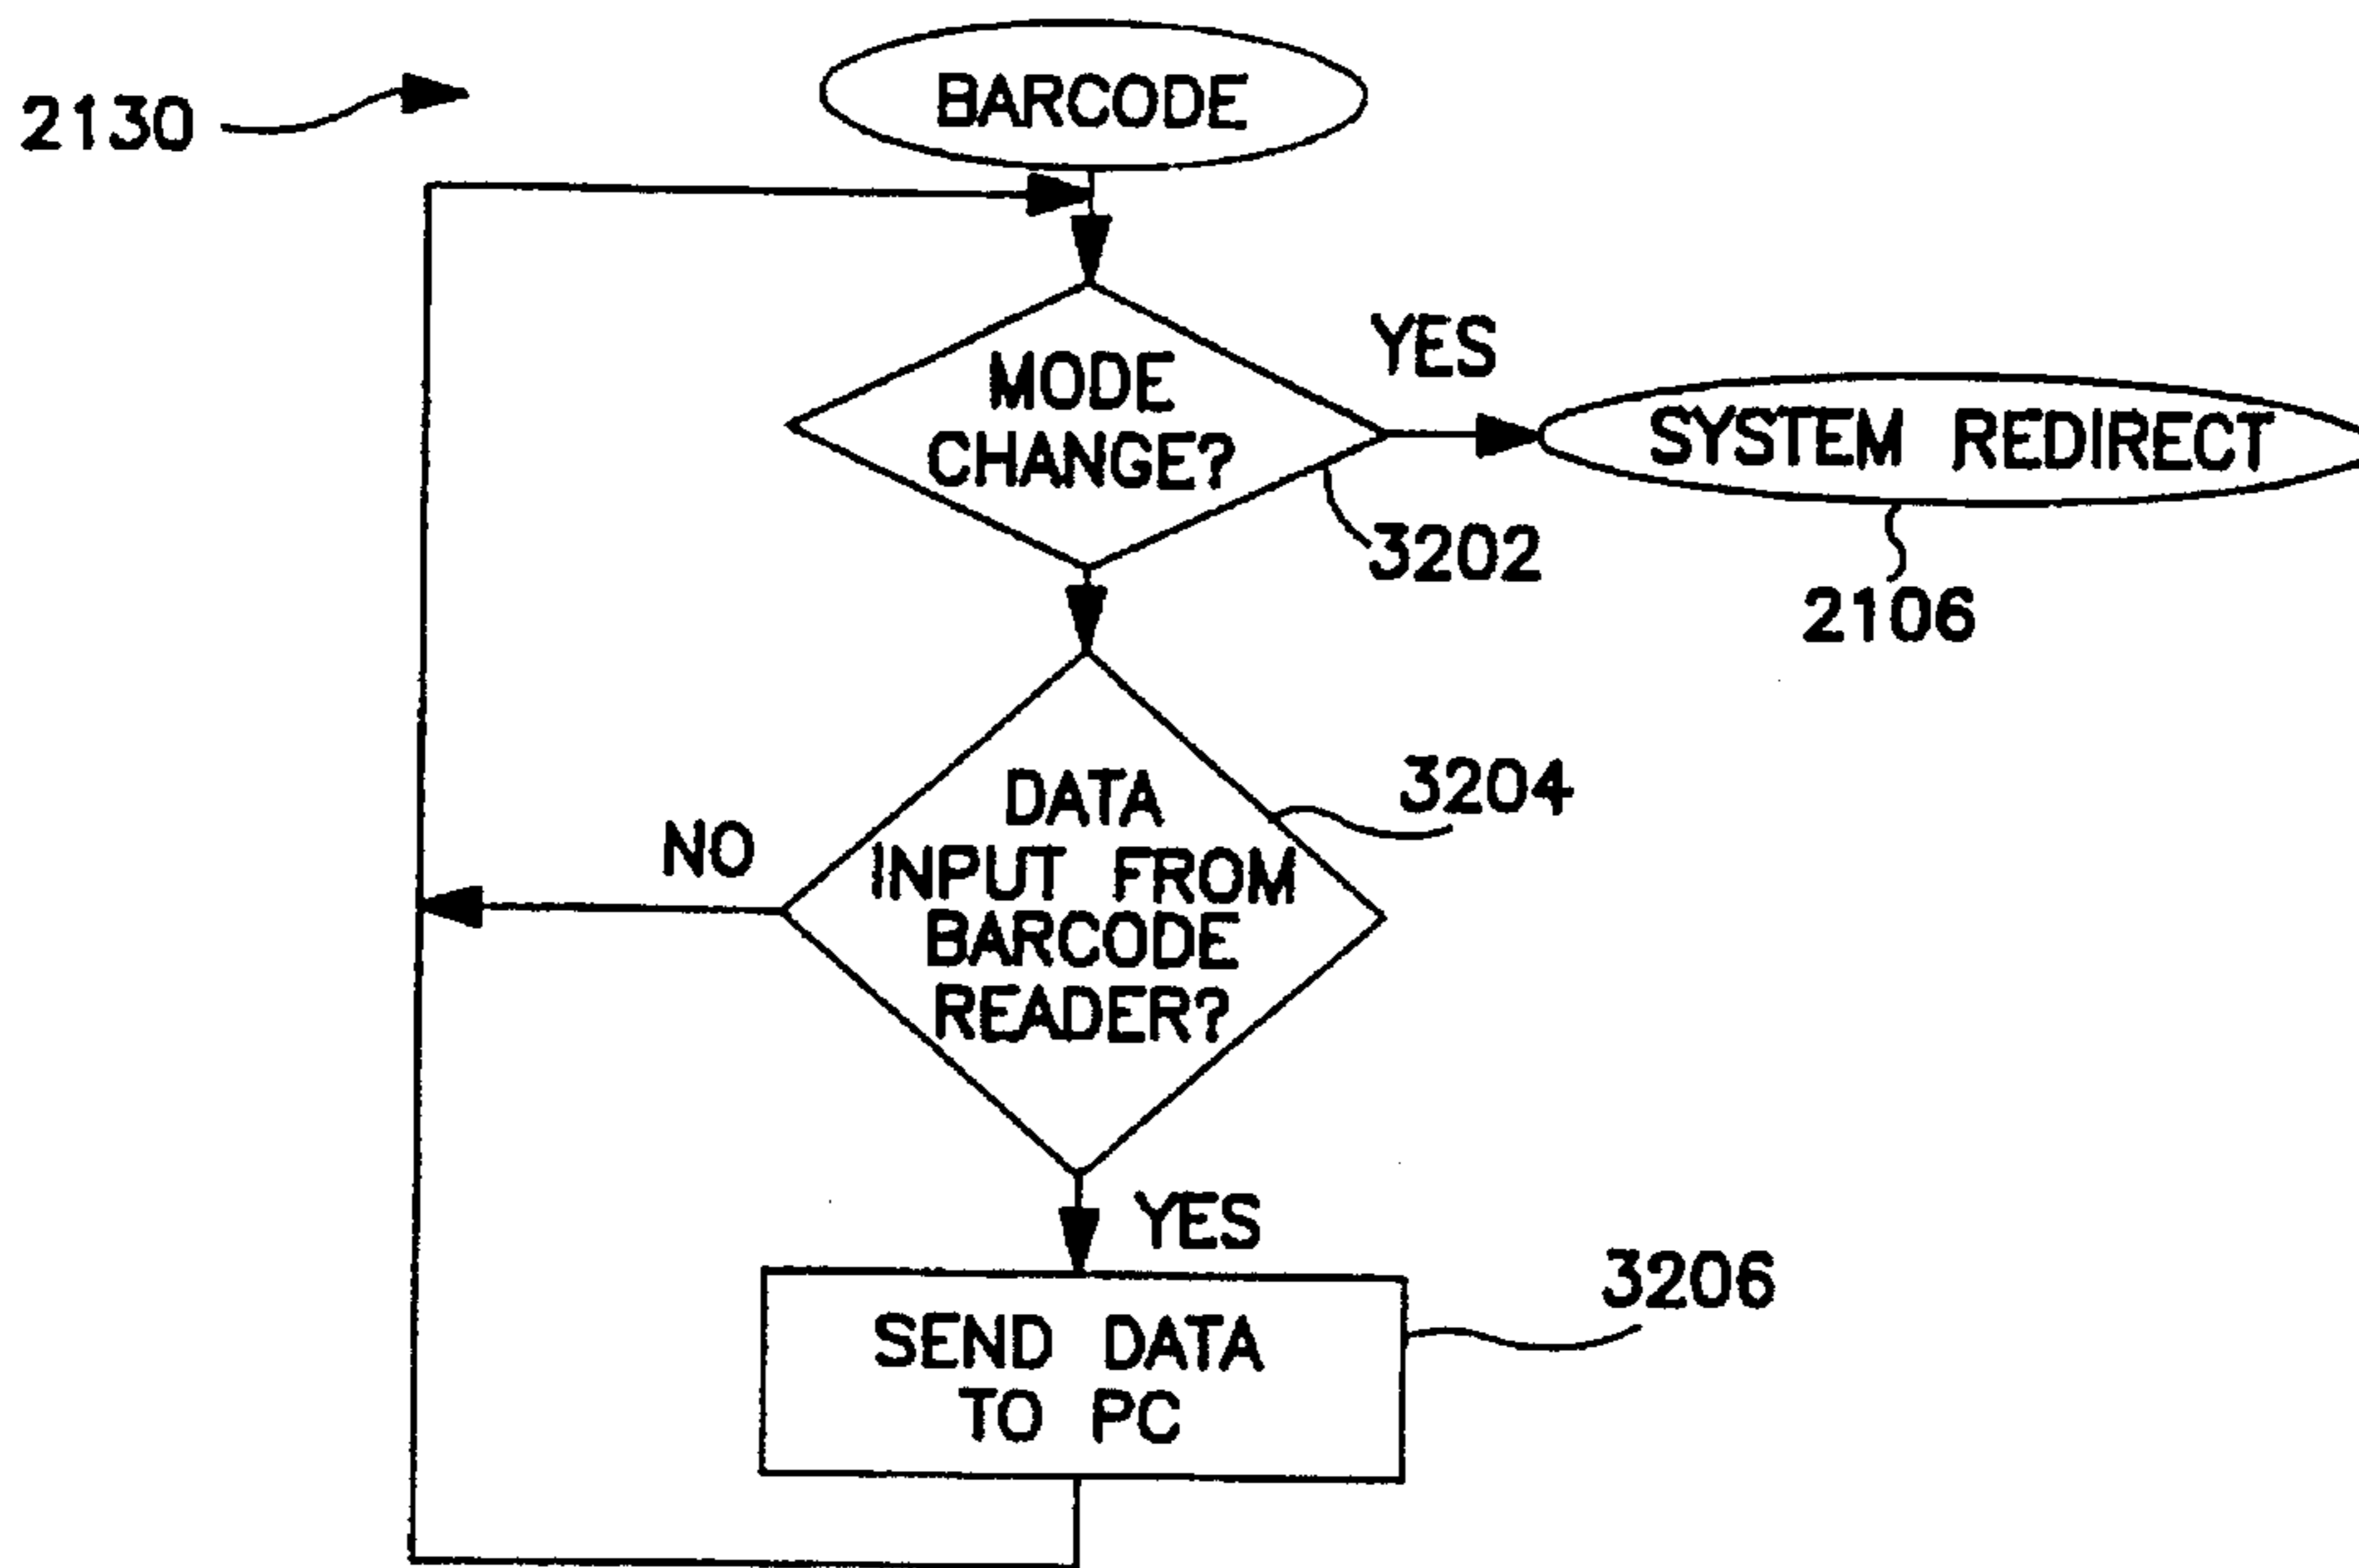 2130
BARCODE
MODE
CHANGE?
YES
SYSTEM REDIRECT
3202
2106
DATA
INPUT FROM
BARCODE
READER?
3204
NO
YES
SEND DATA
TO PC
3206